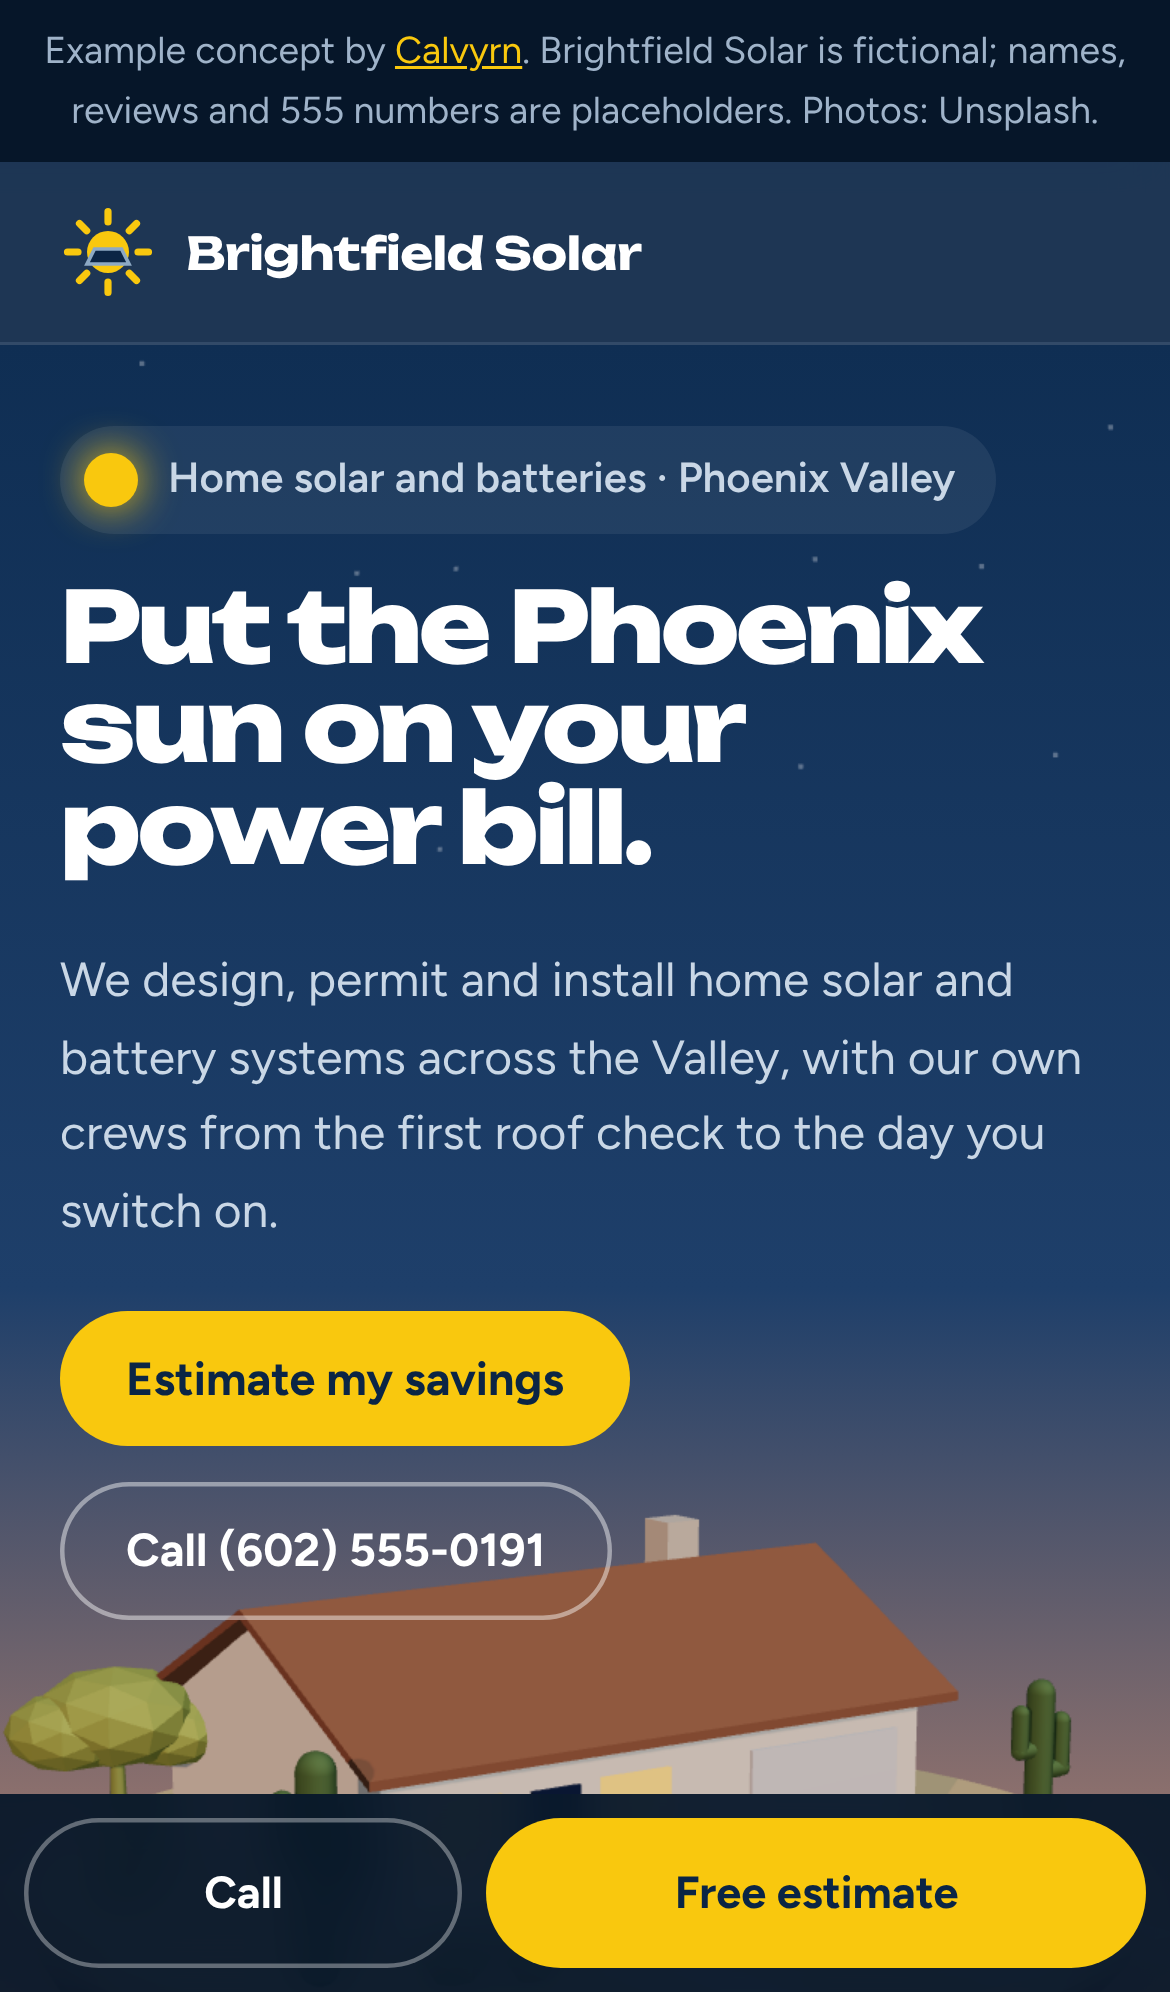 Example concept by Calvyrn. Brightfield Solar is fictional; names,
reviews and 555 numbers are placeholders. Photos: Unsplash.
Brightfield Solar
Home solar and batteries · Phoenix Valley
Put the Phoenix
sun on your
power bill.
We design, permit and install home solar and
battery systems across the Valley, with our own
crews from the first roof check to the day you
switch on.
Estimate my savings
Call (602) 555-0191
Call
Free estimate